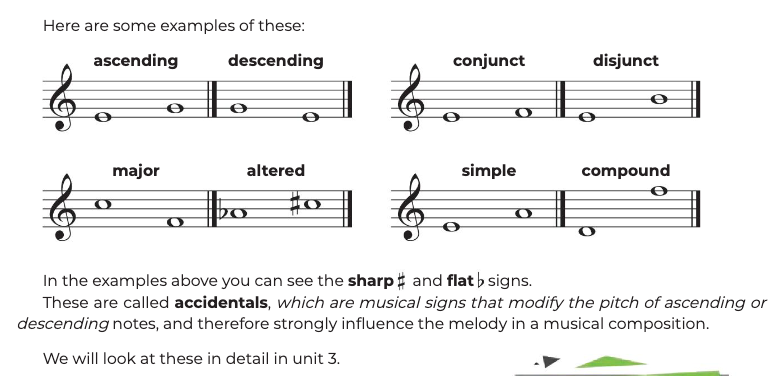 Here are some examples of these:
ascending descending conjunct disjunct
major altered simple compound
In the examples above you can see the sharp ♯ and flat ♭ signs.
These are called accidentals, which are musical signs that modify the pitch of ascending or
descending notes, and therefore strongly influence the melody in a musical composition.
We will look at these in detail in unit 3.